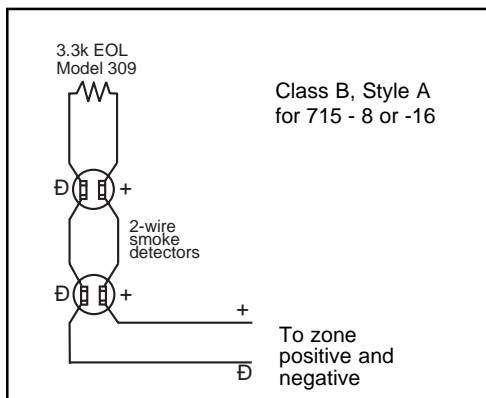 3.3k EOL
Model 309
Class B, Style A
for 715 - 8 or -16
Đ
+
2-wire
smoke
detectors
Đ
+
+
Đ
To zone
positive and
negative